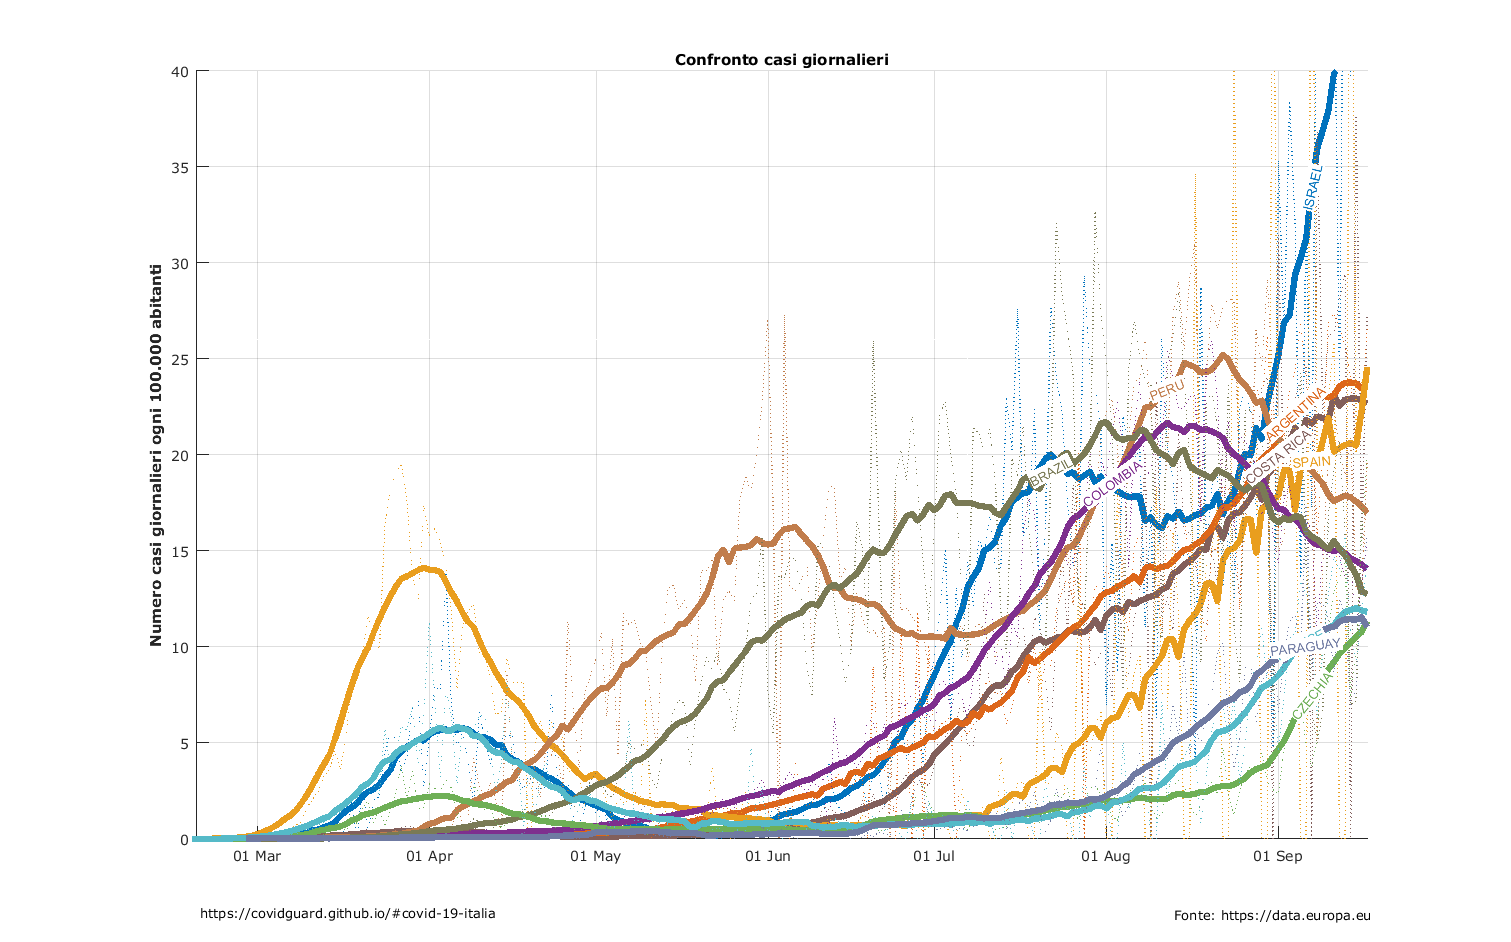 Confronto casi giornalieri
Numero casi giornalieri ogni 100.000 abitanti
40
35
30
25
20
15
10
5
0
01 Mar
01 Apr
01 May
01 Jun
01 Jul
01 Aug
01 Sep
ISRAEL
PERU
ARGENTINA
COSTA RICA
SPAIN
BRAZIL
COLOMBIA
PARAGUAY
CZECHIA
https://covidguard.github.io/#covid-19-italia
Fonte: https://data.europa.eu